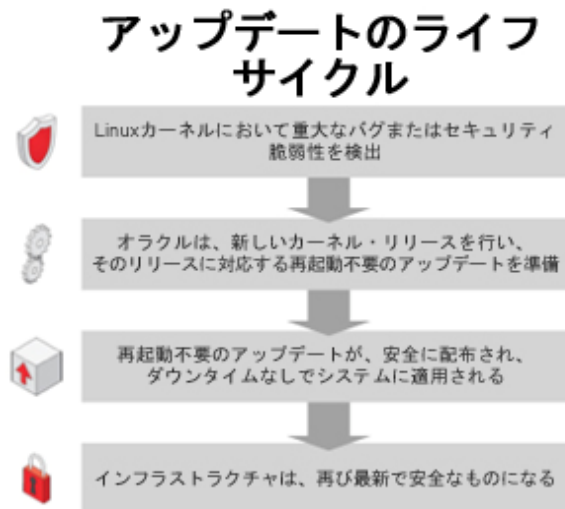 アップデートのライフ
サイクル
Linuxカーネルにおいて重大なバグまたはセキュリティ
脆弱性を検出
オラクルは、新しいカーネル・リリースを行い、
そのリリースに対応する再起動不要のアップデートを準備
再起動不要のアップデートが、安全に配布され、
ダウンタイムなしでシステムに適用される
インフラストラクチャは、再び最新で安全なものになる